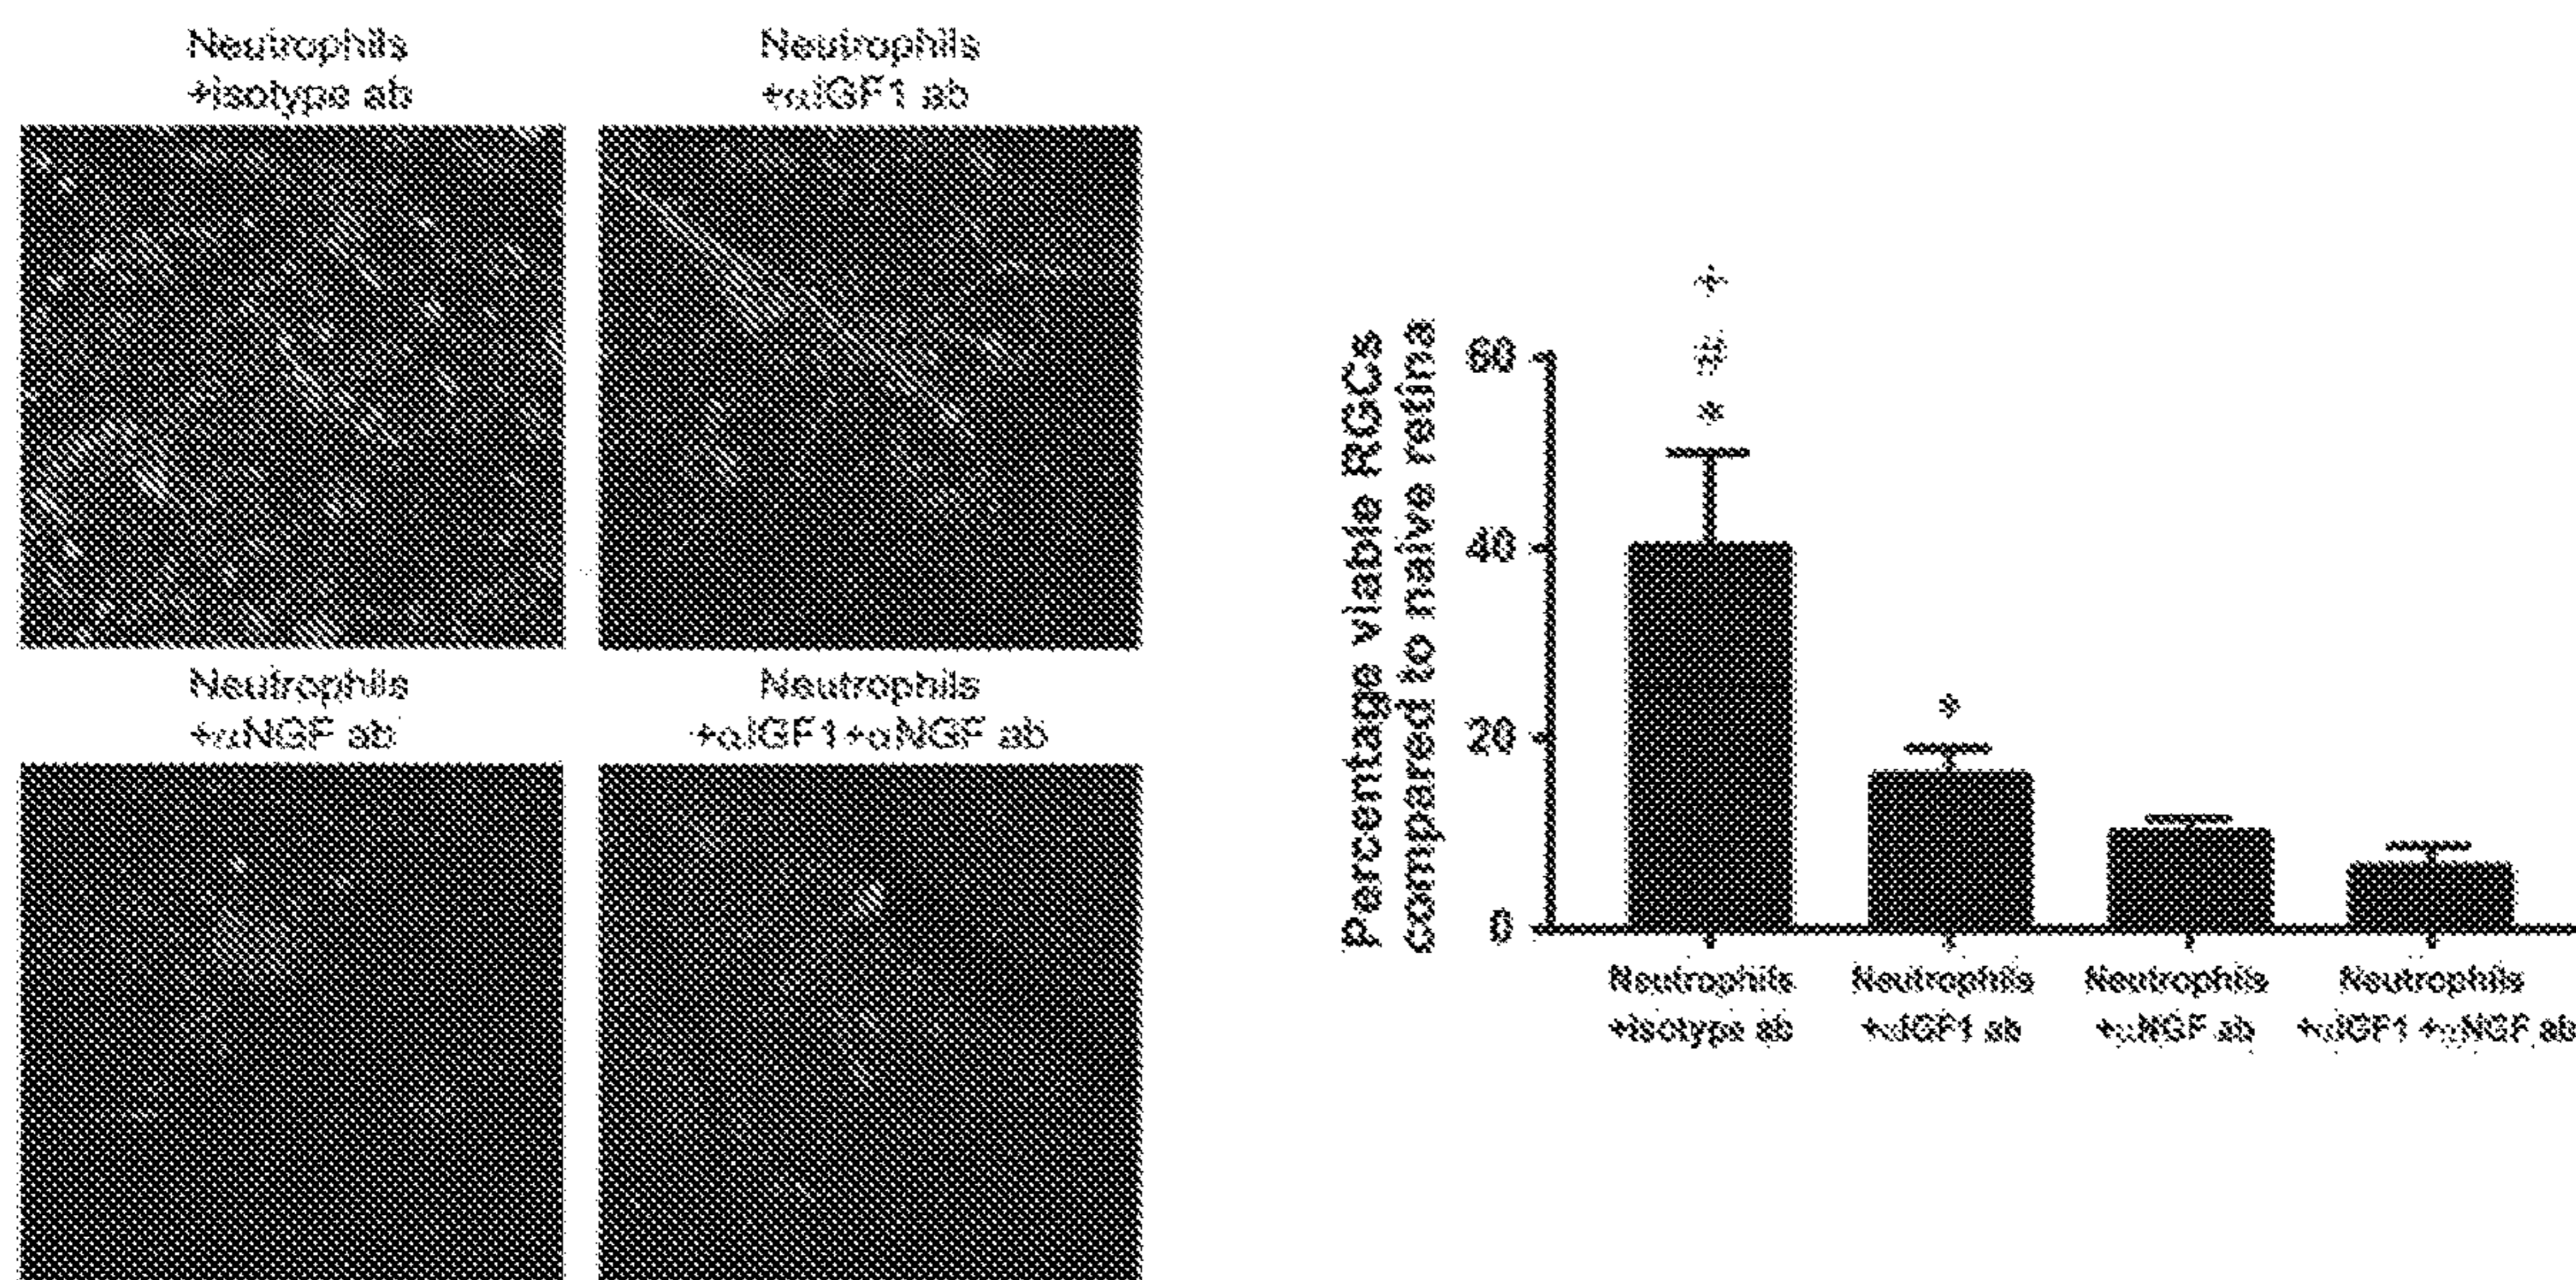 Neutrophils
+isotype ab
Neutrophils
+αIGF1 ab
Neutrophils
+αNGF ab
Neutrophils
+αIGF1+αNGF ab
Percentage viable RGCs
compared to naïve retina
60
40
20
0
+
#
*
*
Neutrophils
+isotype ab
Neutrophils
+αIGF1 ab
Neutrophils
+αNGF ab
Neutrophils
+αIGF1 +αNGF ab